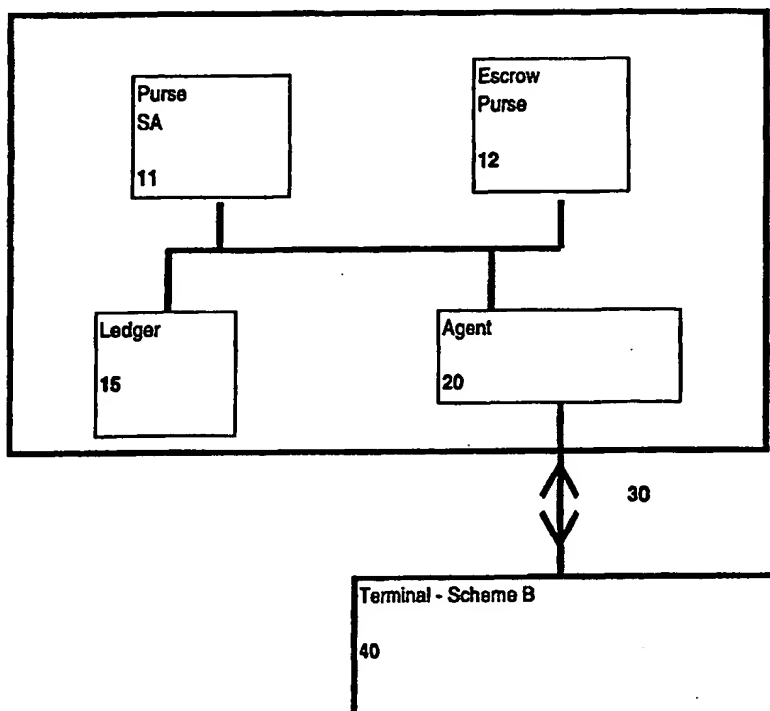 Purse
SA
11
Escrow
Purse
12
Ledger
15
Agent
20
30
Terminal - Scheme B
40